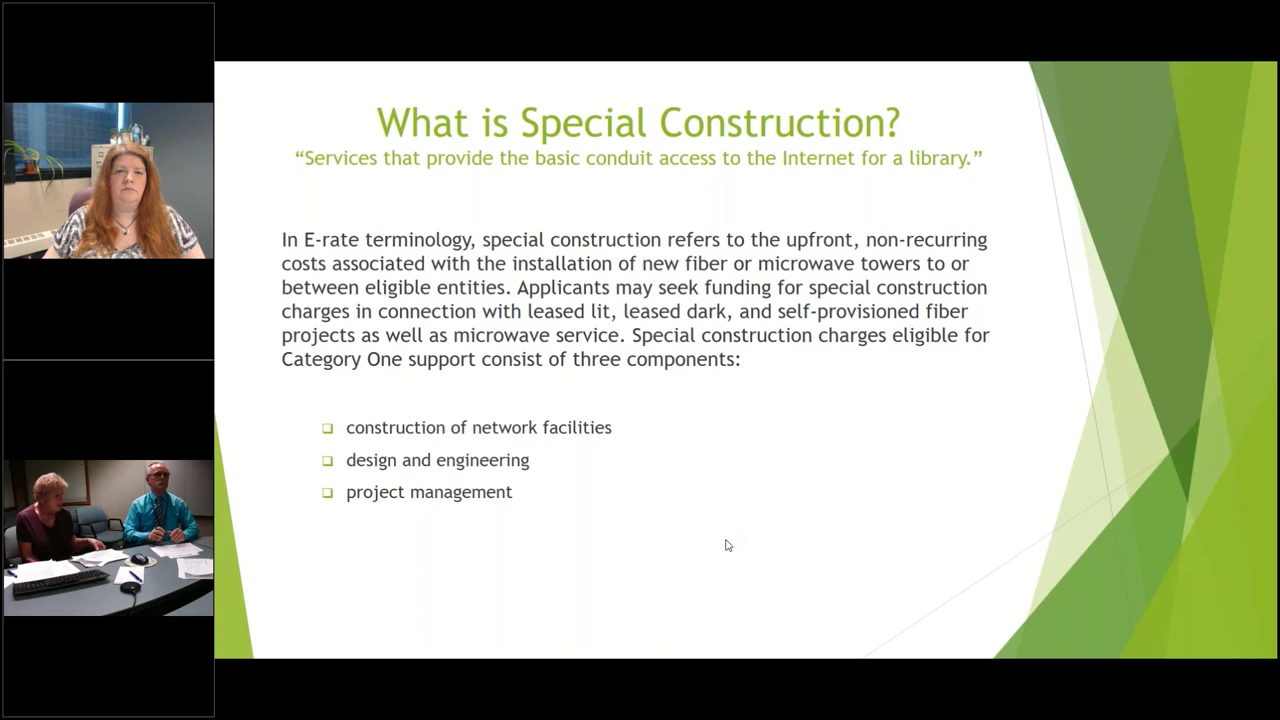 What is Special Construction?
“Services that provide the basic conduit access to the Internet for a library.”
In E-rate terminology, special construction refers to the upfront, non-recurring
costs associated with the installation of new fiber or microwave towers to or
between eligible entities. Applicants may seek funding for special construction
charges in connection with leased lit, leased dark, and self-provisioned fiber
projects as well as microwave service. Special construction charges eligible for
Category One support consist of three components:
construction of network facilities
design and engineering
project management